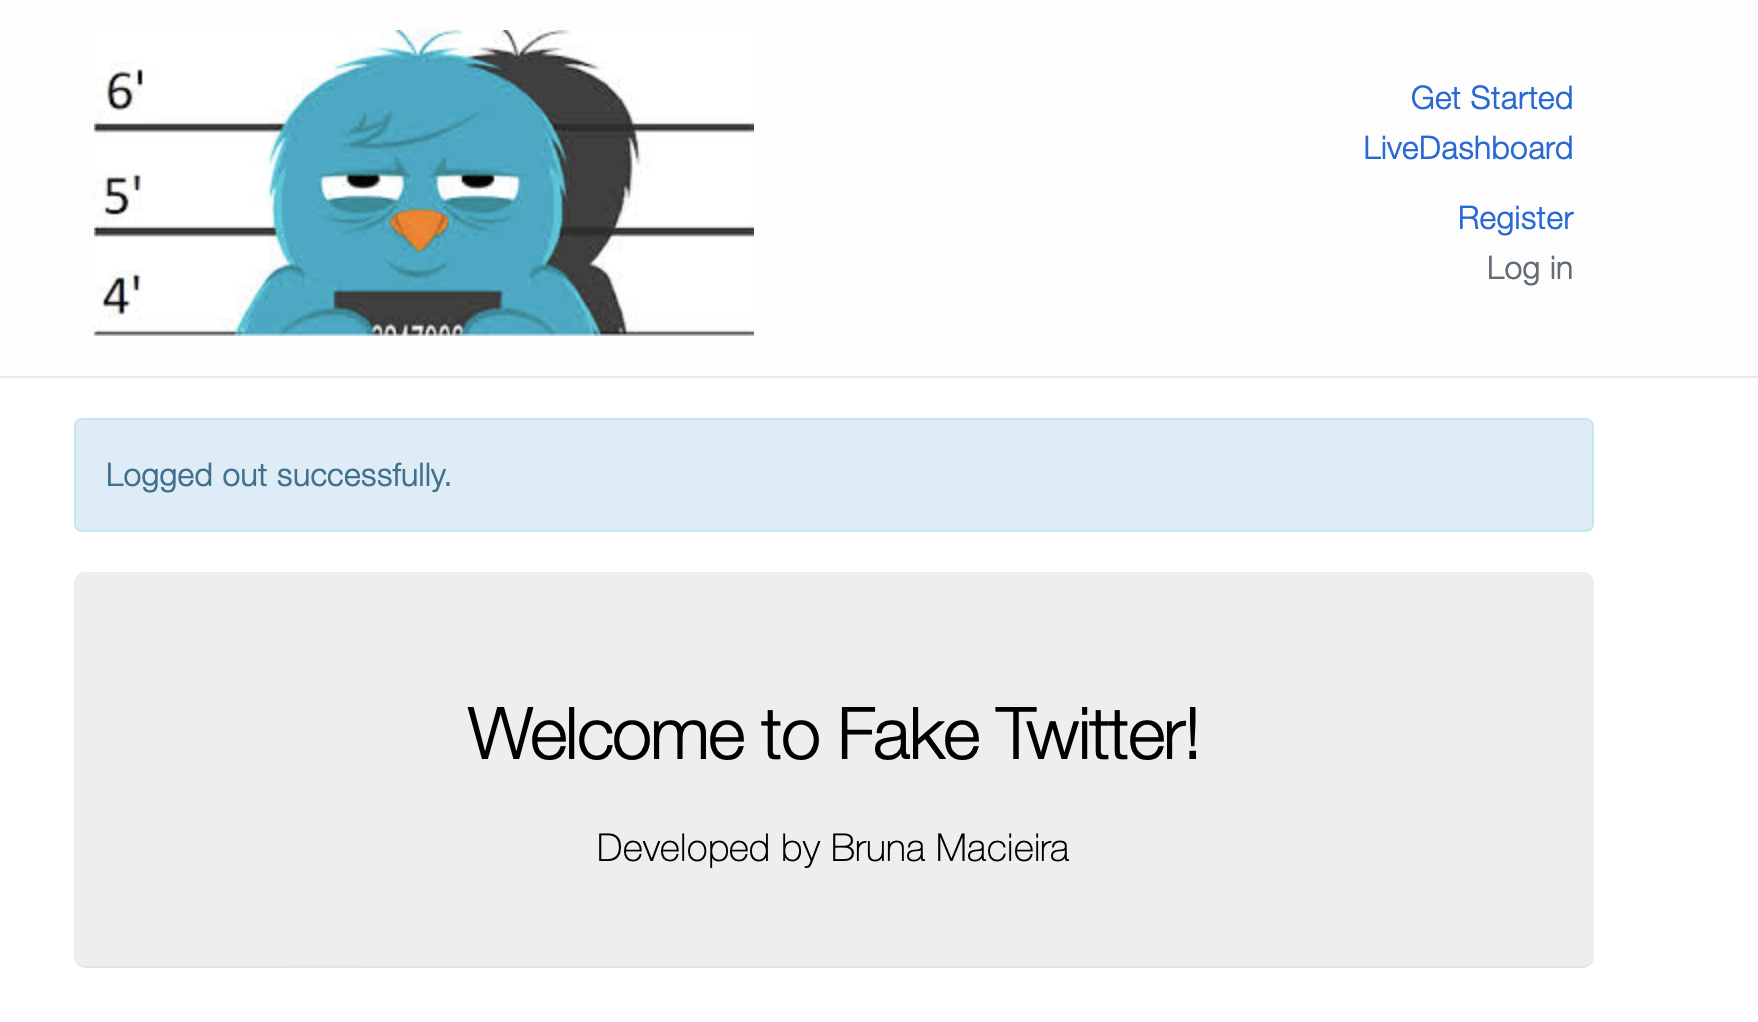 6'
5'
4'
Get Started
LiveDashboard
Register
Log in
Logged out successfully.
Welcome to Fake Twitter!
Developed by Bruna Macieira